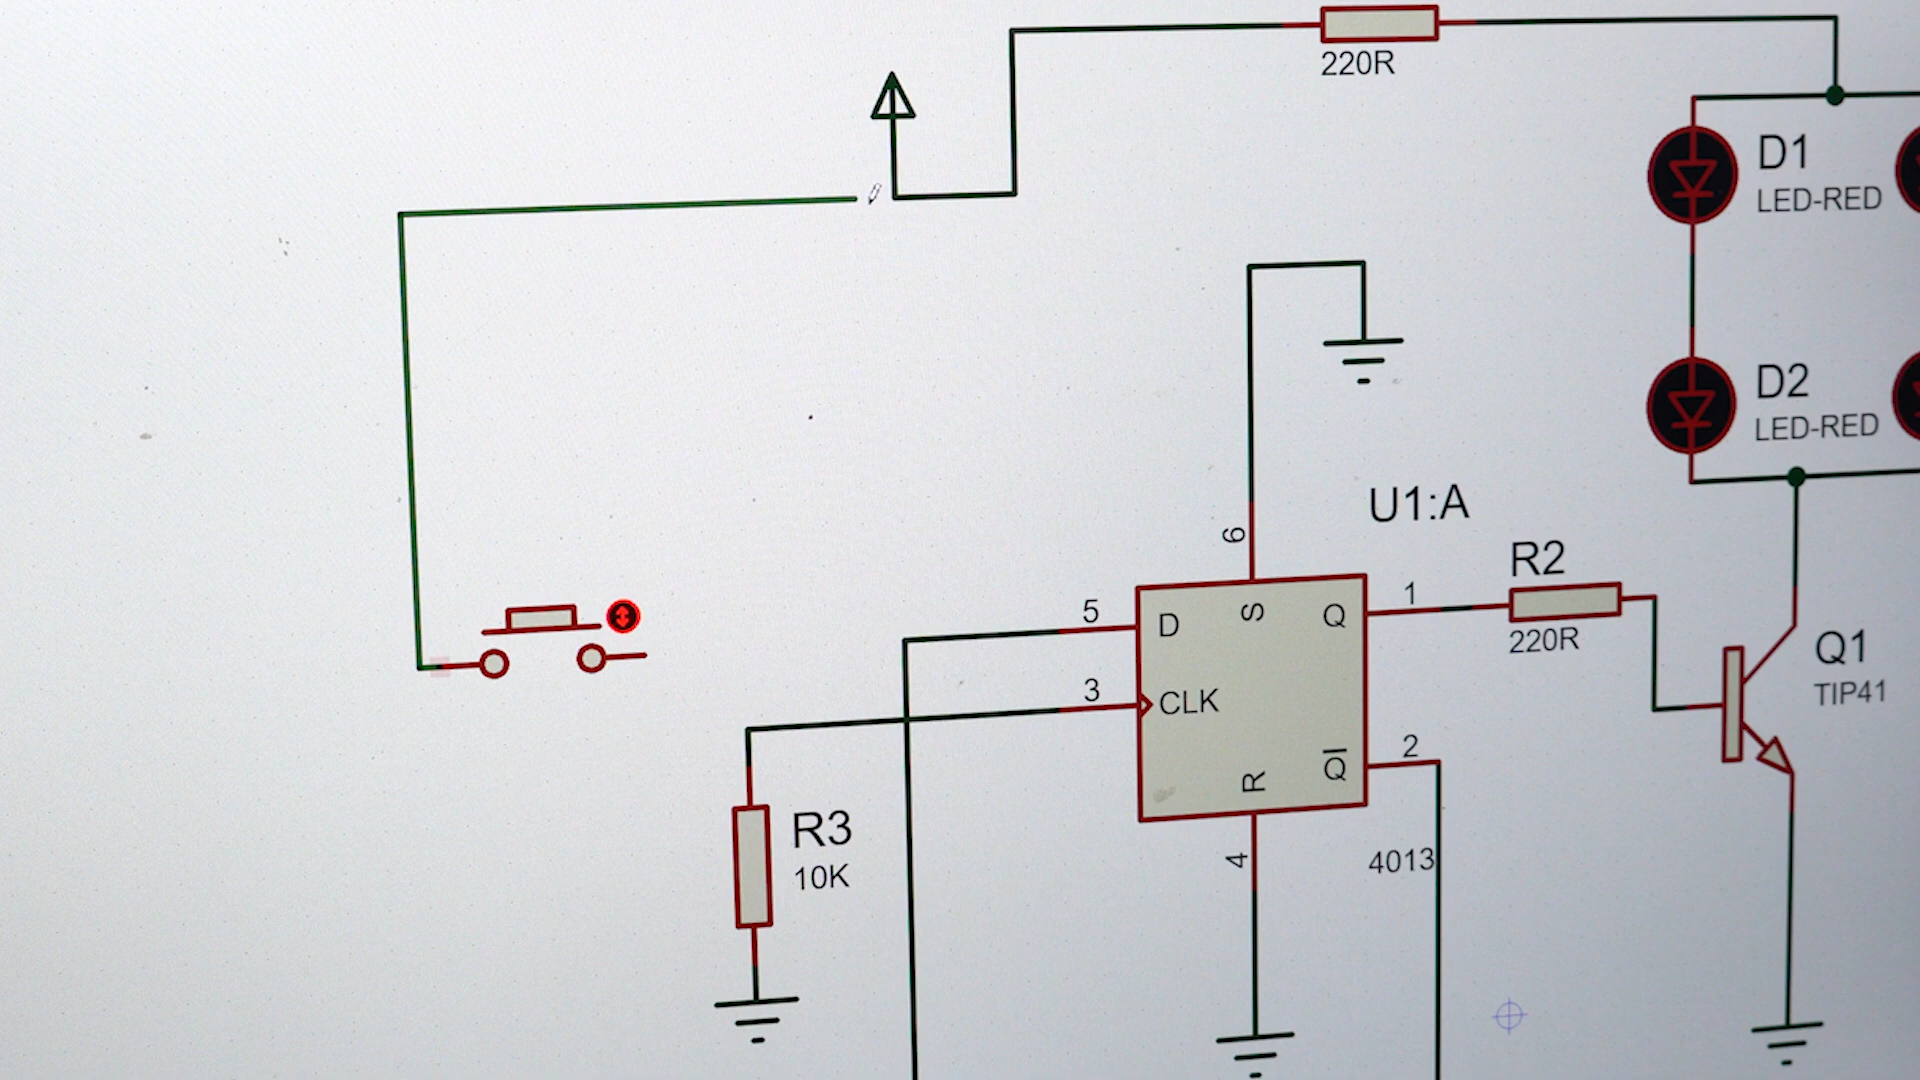 220R
D1
LED-RED
D2
LED-RED
U1:A
6
R2
220R
5
D
S
Q
1
3
CLK
Q1
TIP41
2
R
Q
R3
10K
4
4013